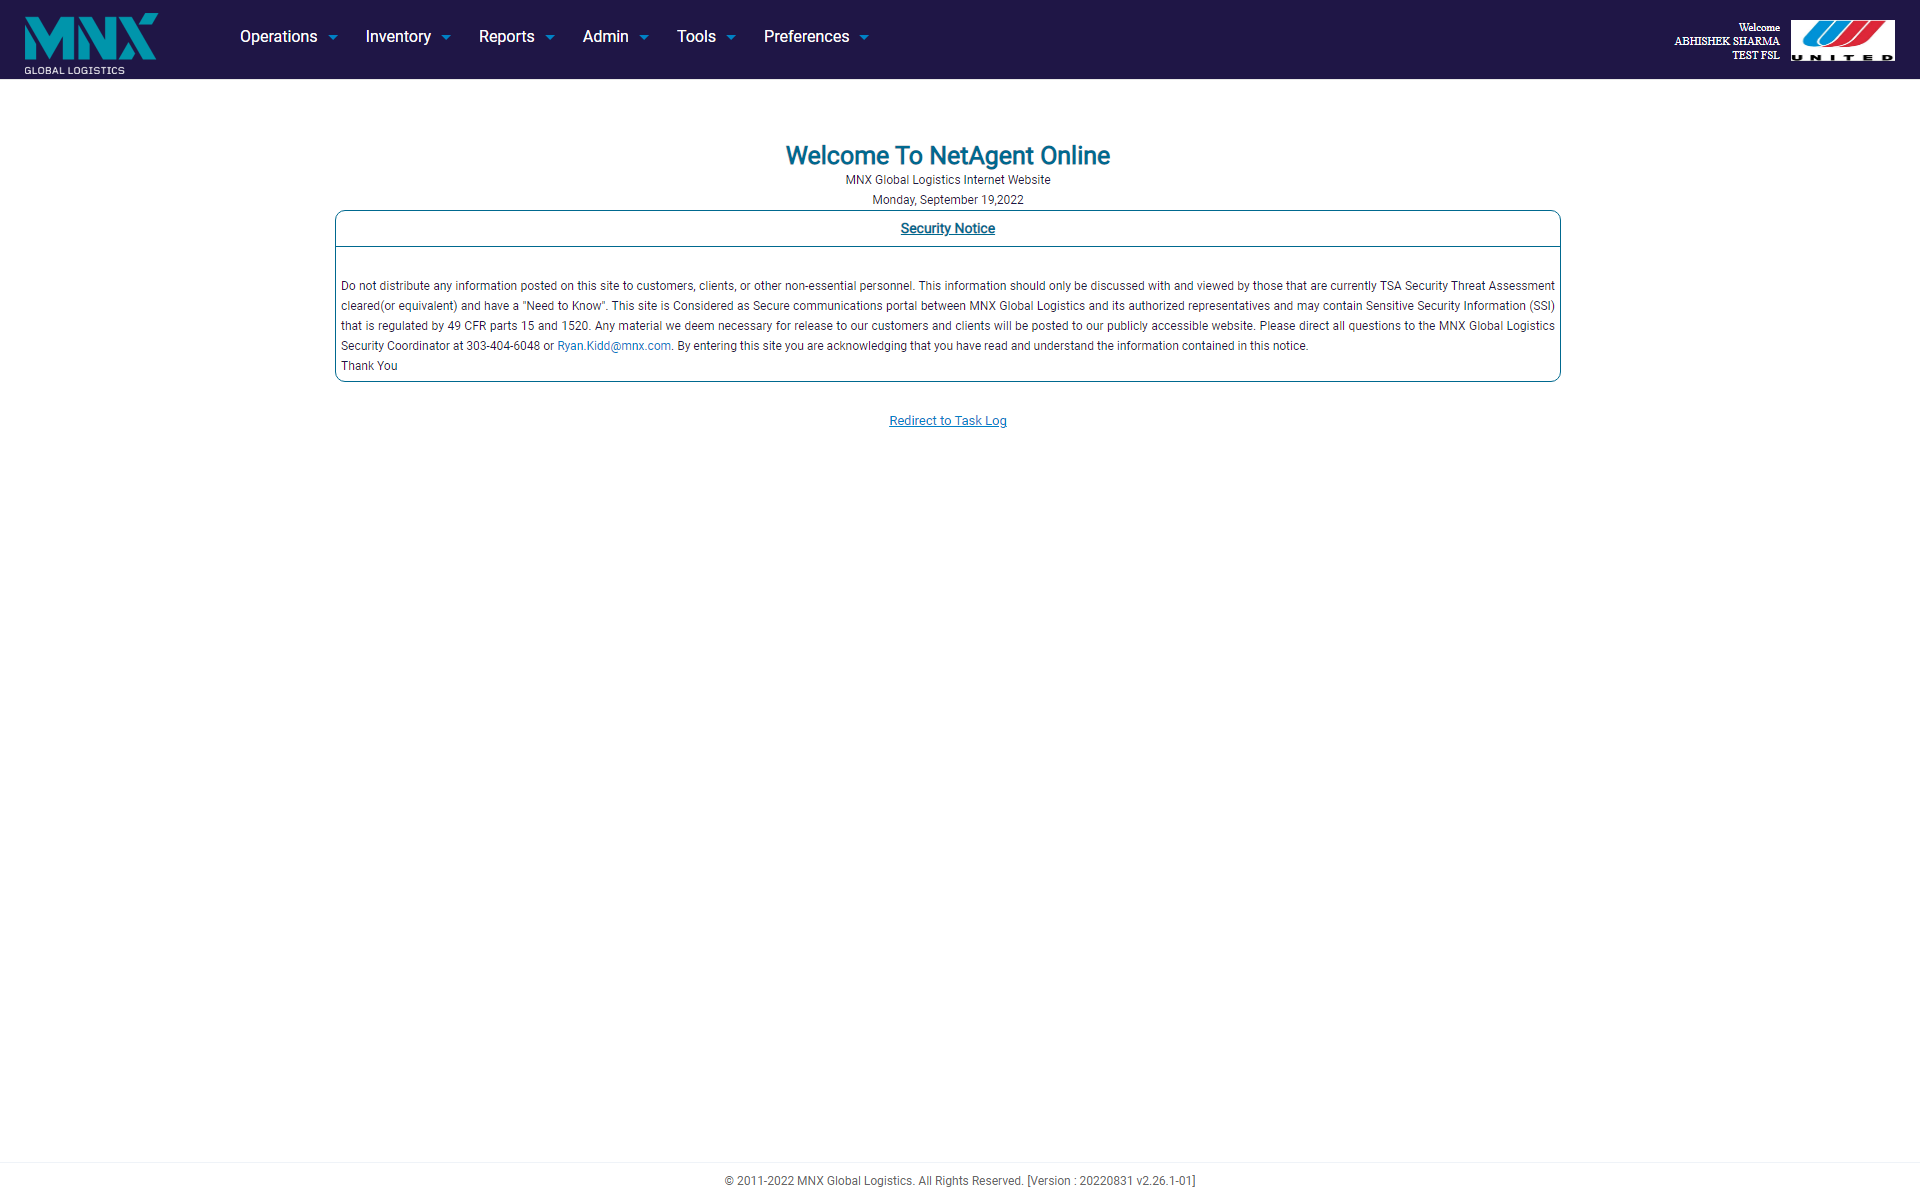 MNX
GLOBAL LOGISTICS
Operations Inventory Reports Admin Tools Preferences
Welcome
ABHISHEK SHARMA
TEST FSL
UNITED
Welcome To NetAgent Online
MNX Global Logistics Internet Website
Monday, September 19,2022
Security Notice
Do not distribute any information posted on this site to customers, clients, or other non-essential personnel. This information should only be discussed with and viewed by those that are currently TSA Security Threat Assessment
cleared(or equivalent) and have a "Need to Know". This site is Considered as Secure communications portal between MNX Global Logistics and its authorized representatives and may contain Sensitive Security Information (SSI)
that is regulated by 49 CFR parts 15 and 1520. Any material we deem necessary for release to our customers and clients will be posted to our publicly accessible website. Please direct all questions to the MNX Global Logistics
Security Coordinator at 303-404-6048 or Ryan.Kidd@mnx.com. By entering this site you are acknowledging that you have read and understand the information contained in this notice.
Thank You
Redirect to Task Log
© 2011-2022 MNX Global Logistics. All Rights Reserved. [Version : 20220831 v2.26.1-01]